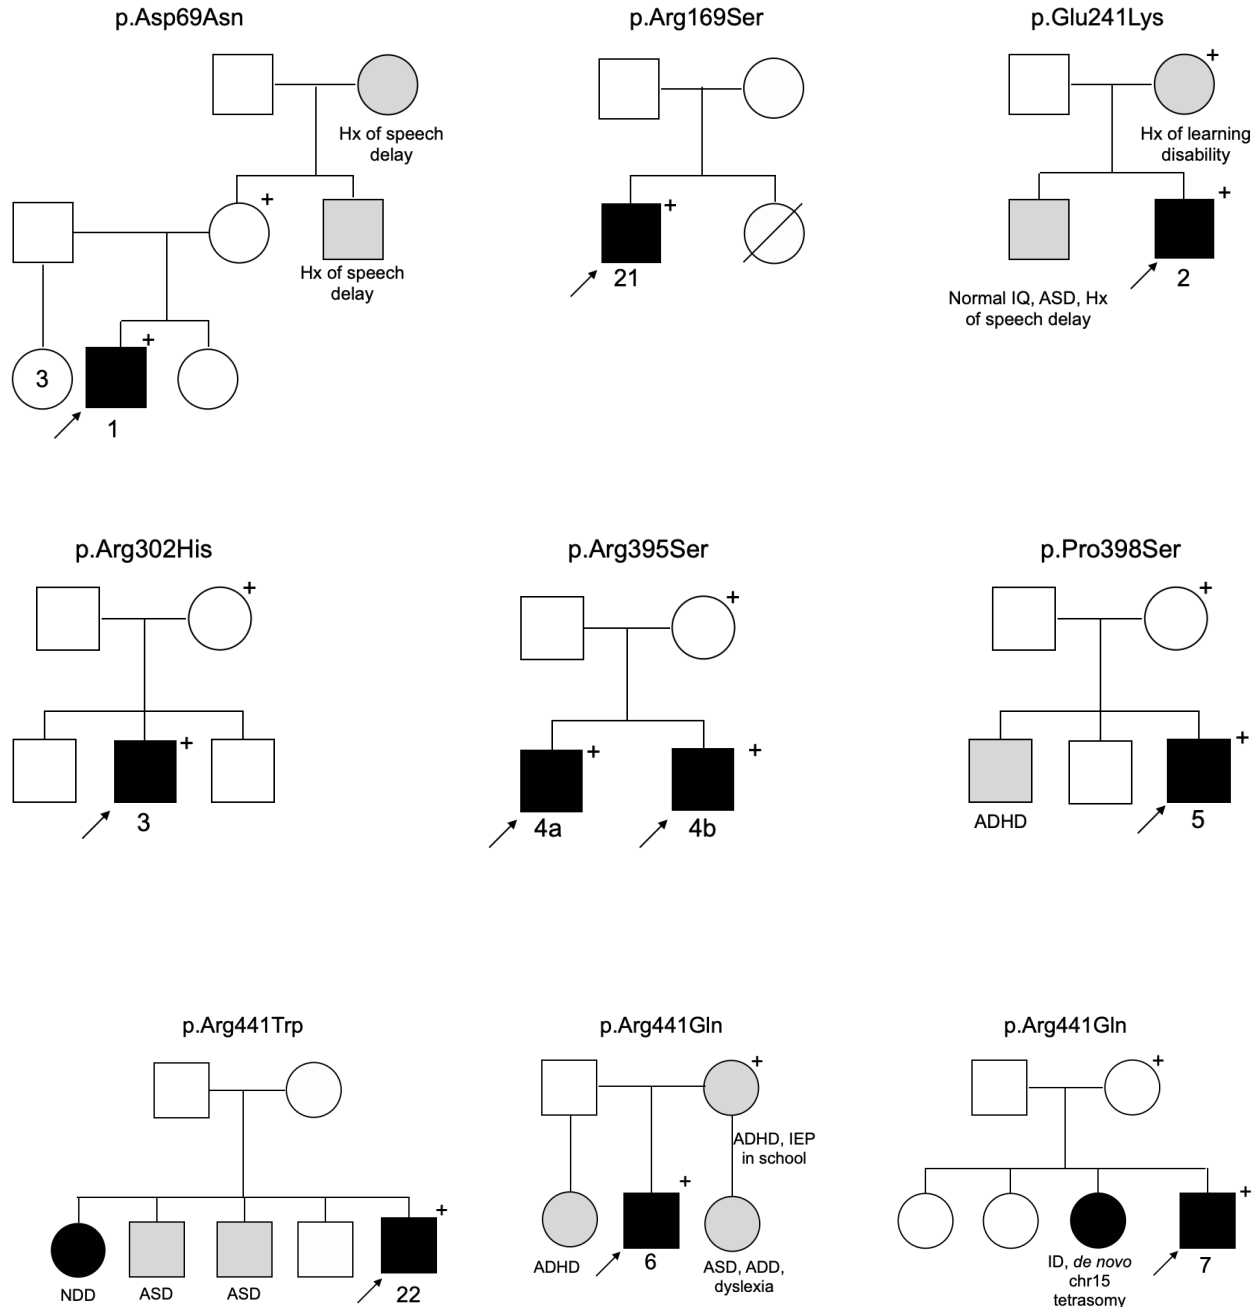 p.Asp69Asn
Hx of speech
delay
+
Hx of speech
delay
3
+
1
p.Arg169Ser
+
21
p.Glu241Lys
+
Hx of learning
disability
+
2
Normal IQ, ASD, Hx
of speech delay
p.Arg302His
+
+
3
p.Arg395Ser
+
+
+
4a
4b
p.Pro398Ser
+
+
ADHD
5
p.Arg441Trp
+
NDD
ASD
ASD
22
p.Arg441Gln
+
ADHD, IEP
in school
+
ADHD
6
ASD, ADD,
dyslexia
p.Arg441Gln
+
+
ID, de novo
chr15
tetrasomy
7